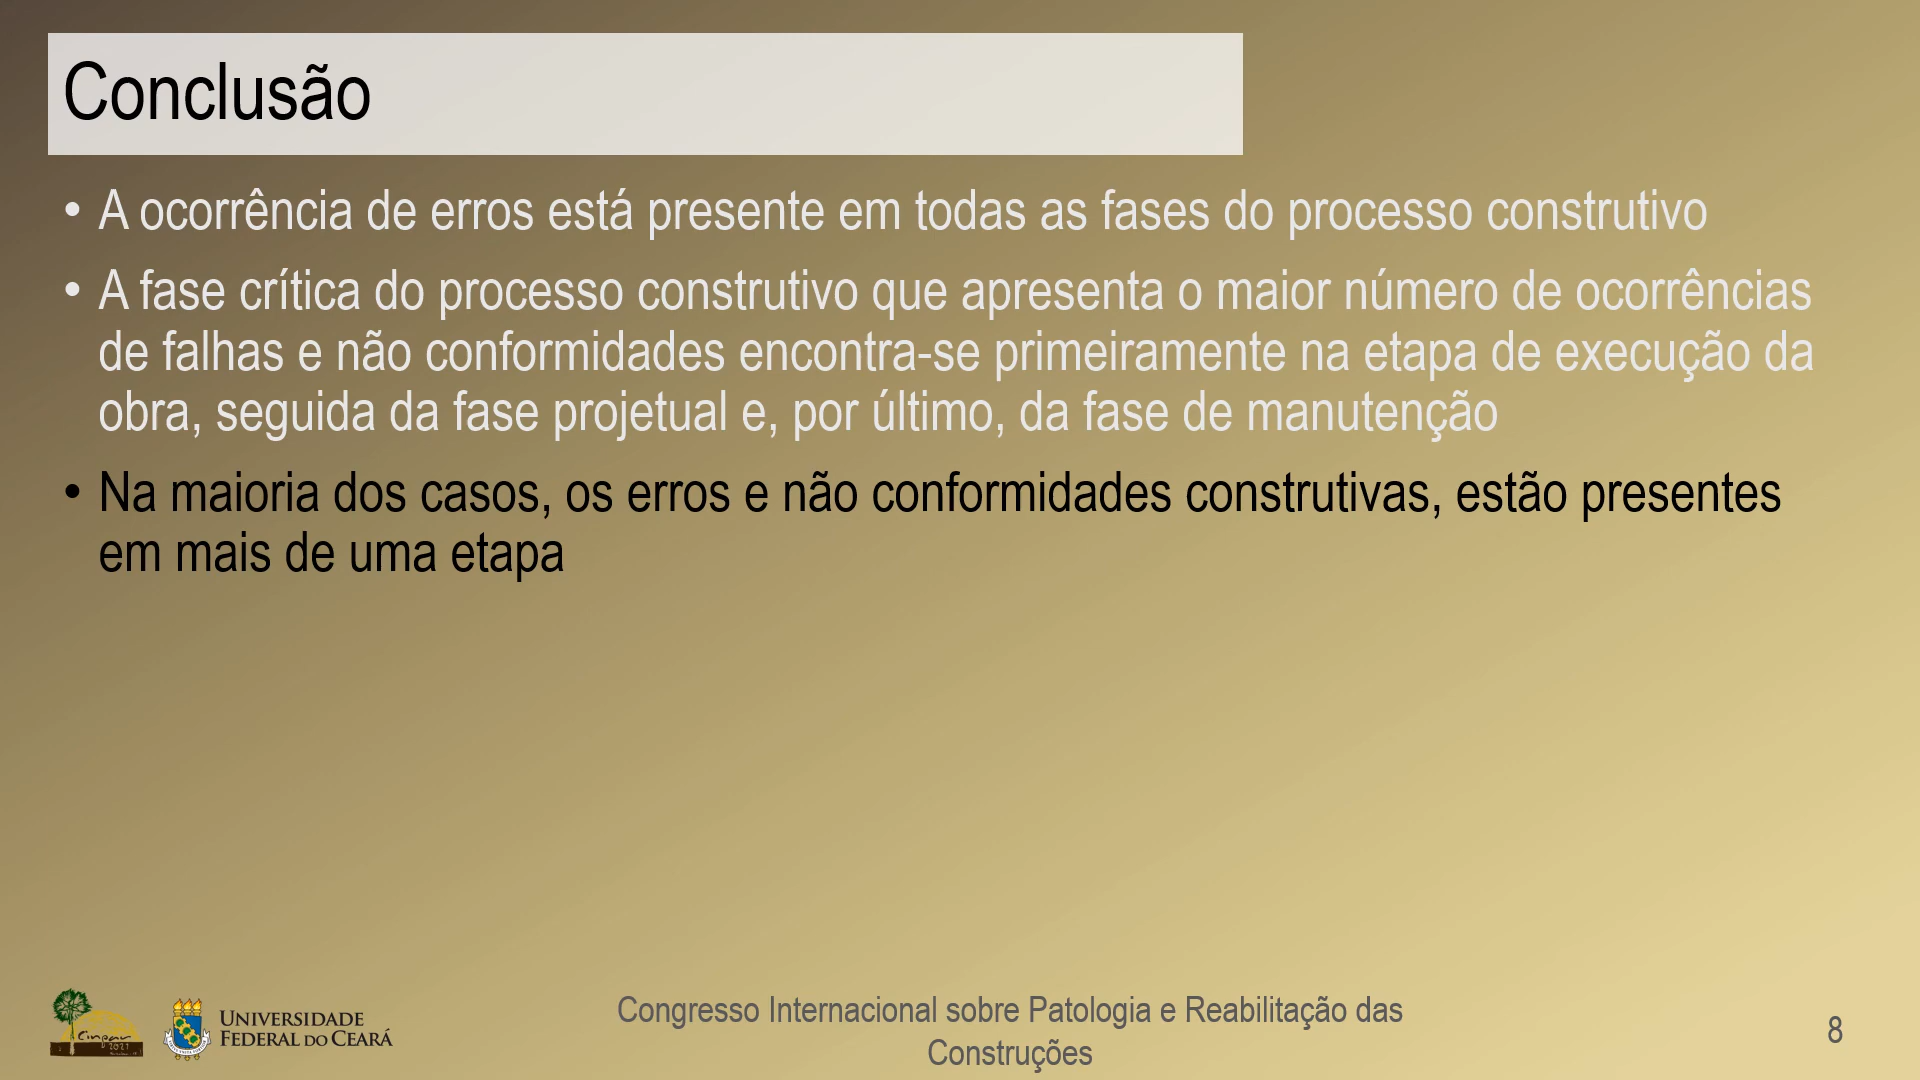 Conclusão
• A ocorrência de erros está presente em todas as fases do processo construtivo
• A fase crítica do processo construtivo que apresenta o maior número de ocorrências
de falhas e não conformidades encontra-se primeiramente na etapa de execução da
obra, seguida da fase projetual e, por último, da fase de manutenção
• Na maioria dos casos, os erros e não conformidades construtivas, estão presentes
em mais de uma etapa
Cinpar
2021
UNIVERSIDADE
FEDERAL DO CEARÁ
Congresso Internacional sobre Patologia e Reabilitação das
Construções
8